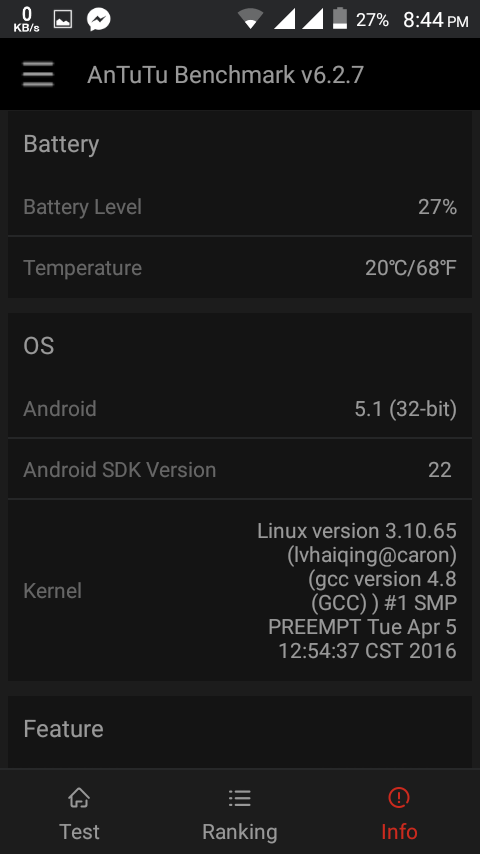 0
KB/s
27%
8:44 PM
AnTuTu Benchmark v6.2.7
Battery
Battery Level
27%
Temperature
20℃/68℉
OS
Android
5.1 (32-bit)
Android SDK Version
22
Kernel
Linux version 3.10.65
(lvhaiqing@caron)
(gcc version 4.8
(GCC) ) #1 SMP
PREEMPT Tue Apr 5
12:54:37 CST 2016
Feature
Test
Ranking
Info